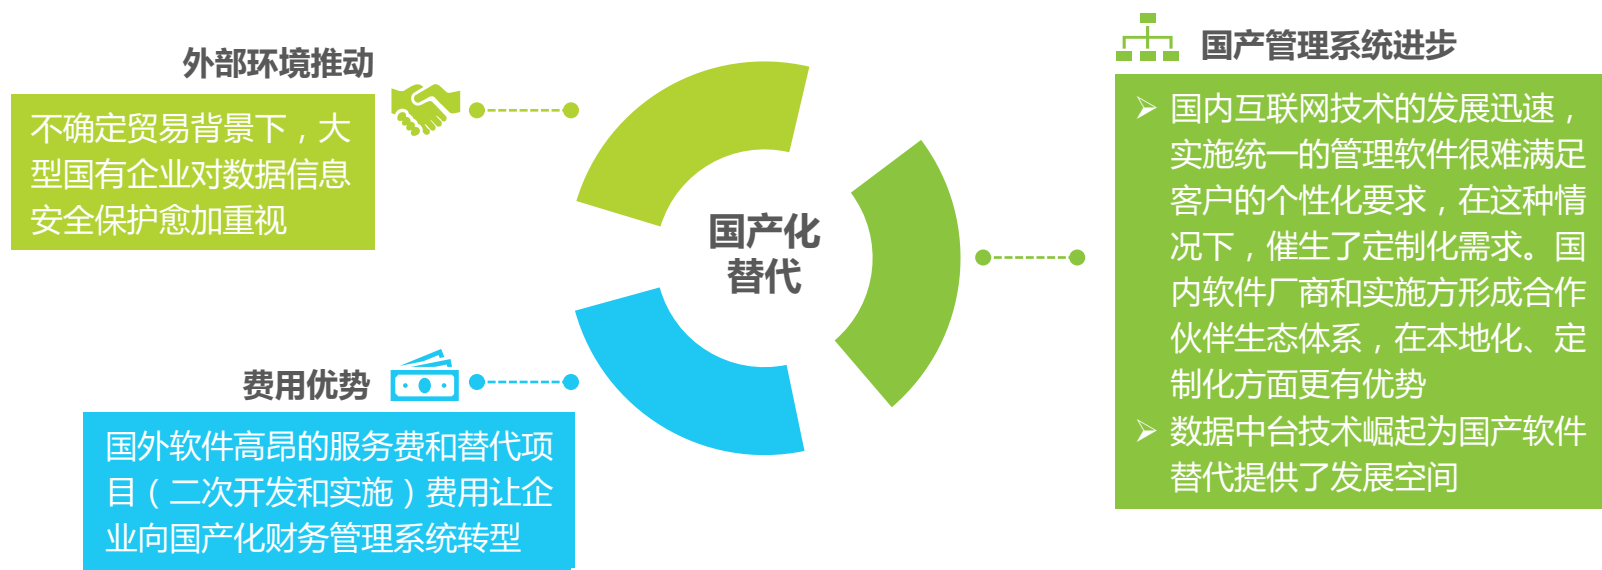 外部环境推动
不确定贸易背景下，大
型国有企业对数据信息
安全保护愈加重视
国产化
替代
费用优势
国外软件高昂的服务费和替代项
目（二次开发和实施）费用让企
业向国产化财务管理系统转型
国产管理系统进步
➢ 国内互联网技术的发展迅速，
实施统一的管理软件很难满足
客户的个性化要求，在这种情
况下，催生了定制化需求。国
内软件厂商和实施方形成合作
伙伴生态体系，在本地化、定
制化方面更有优势
➢ 数据中台技术崛起为国产软件
替代提供了发展空间